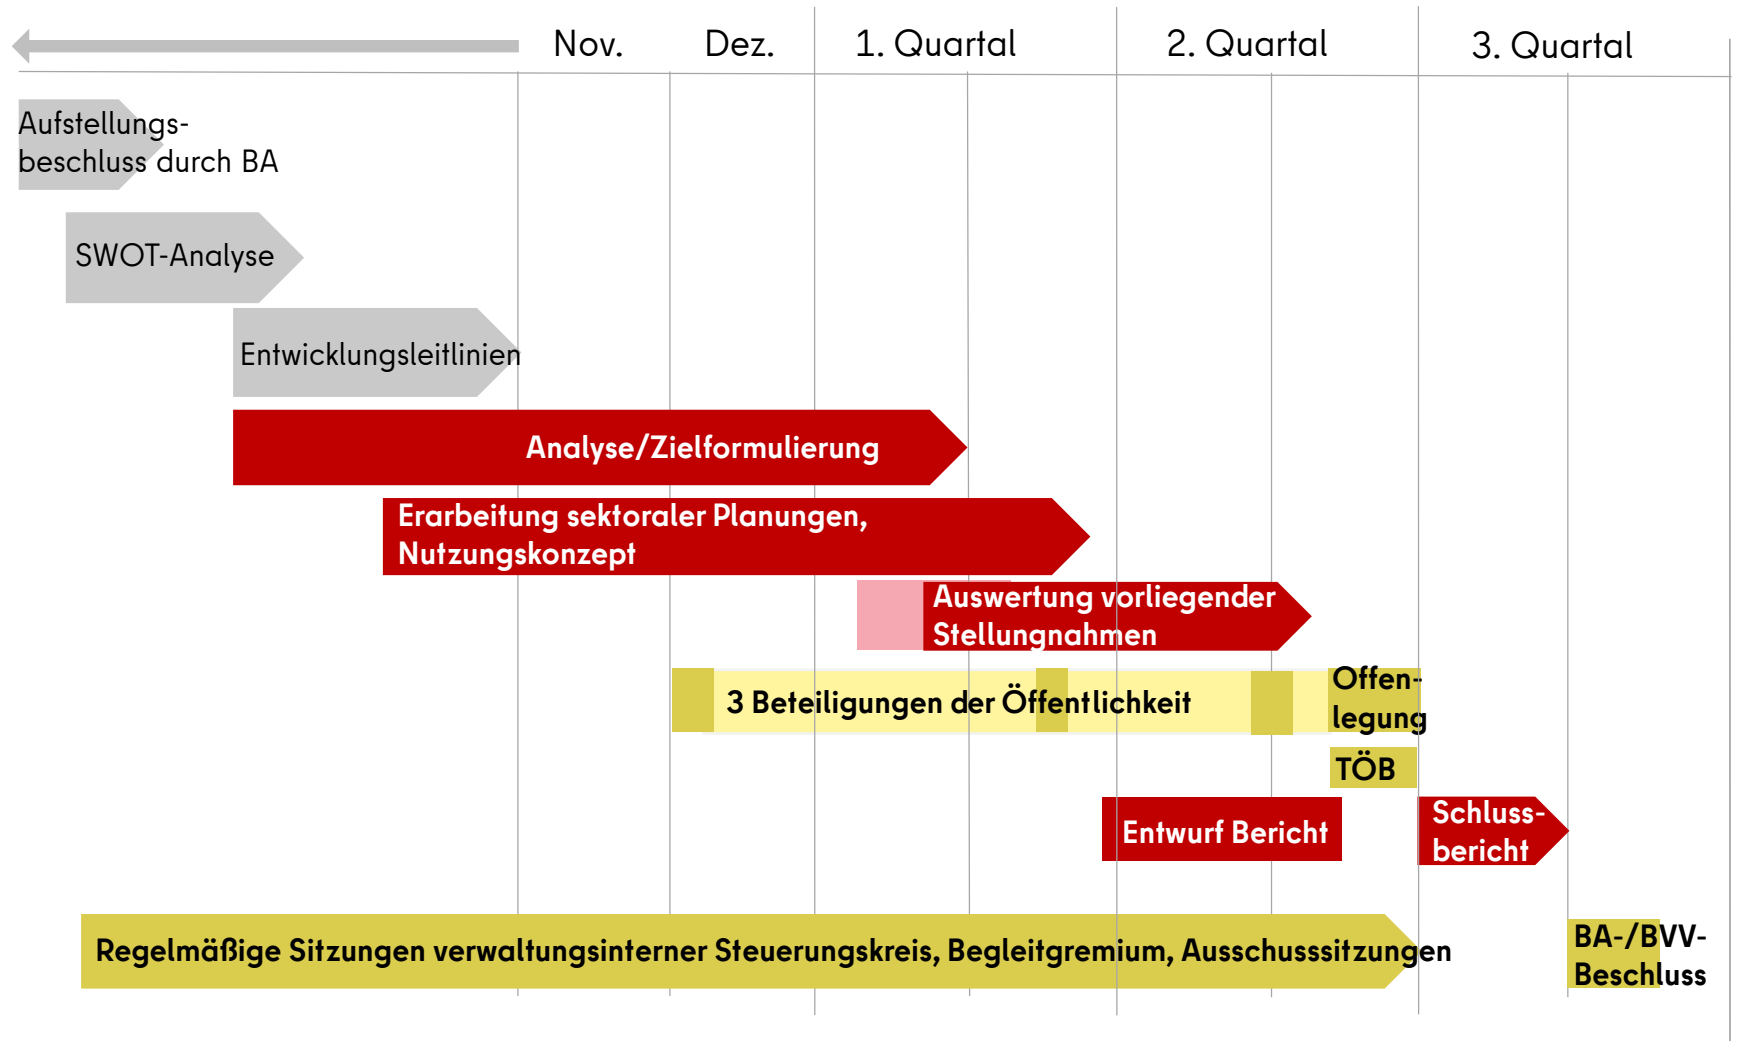 Nov. Dez. 1. Quartal 2. Quartal 3. Quartal
Aufstellungs-
beschluss durch BA
SWOT-Analyse
Entwicklungsleitlinien
Analyse/Zielformulierung
Erarbeitung sektoraler Planungen,
Nutzungskonzept
Auswertung vorliegender
Stellungnahmen
3 Beteiligungen der Öffentlichkeit
Offen-
legung
TÖB
Entwurf Bericht
Schluss-
bericht
Regelmäßige Sitzungen verwaltungsinterner Steuerungskreis, Begleitgremium, Ausschusssitzungen
BA-/BVV-
Beschluss